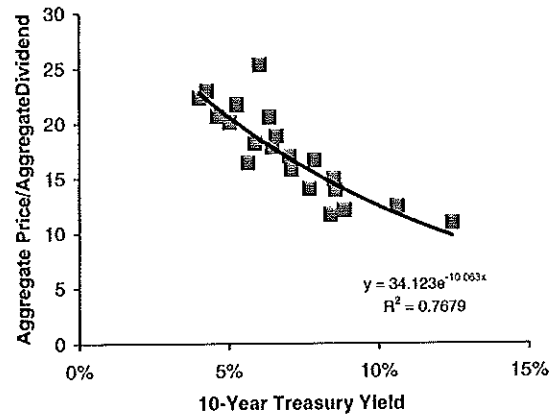 Aggregate Price/AggregateDividend
30
25
20
15
10
5
0
y = 34.123e^-10.063x
R² = 0.7679
0% 5% 10% 15%
10-Year Treasury Yield